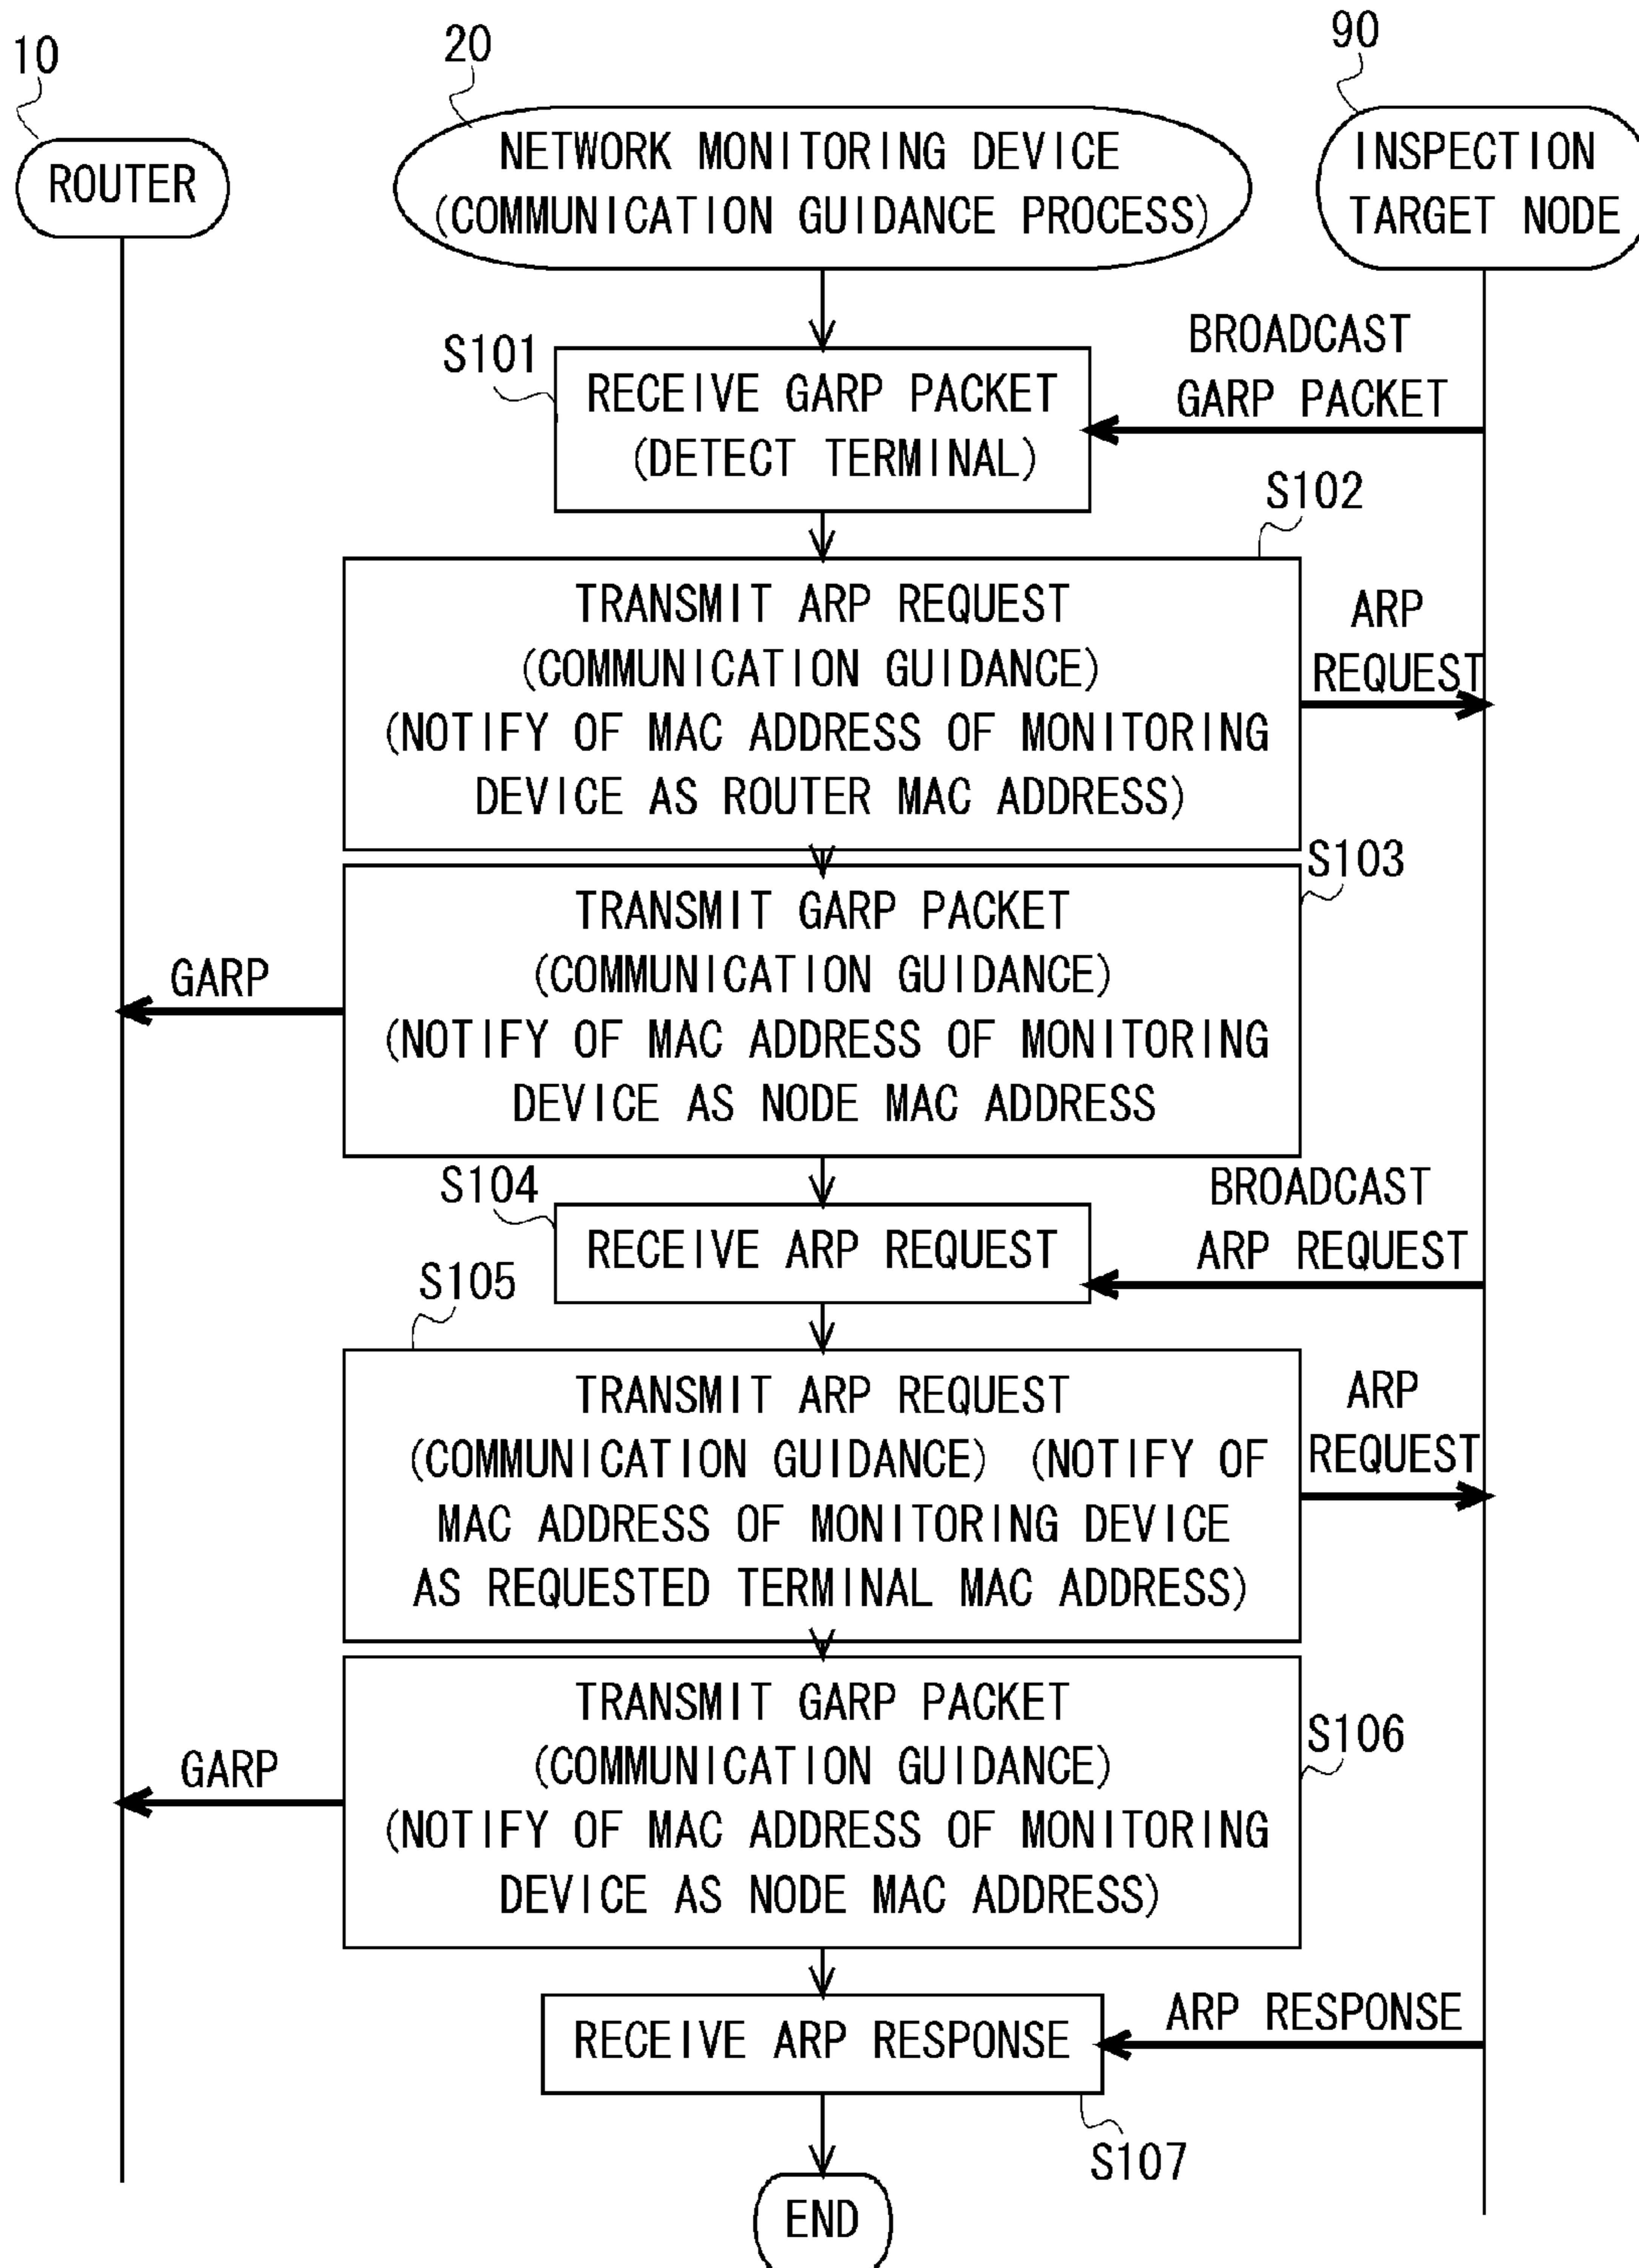 10
20
90
ROUTER
NETWORK MONITORING DEVICE
(COMMUNICATION GUIDANCE PROCESS)
INSPECTION
TARGET NODE
S101
RECEIVE GARP PACKET
(DETECT TERMINAL)
BROADCAST
GARP PACKET
S102
TRANSMIT ARP REQUEST
(COMMUNICATION GUIDANCE)
(NOTIFY OF MAC ADDRESS OF MONITORING
DEVICE AS ROUTER MAC ADDRESS)
ARP
REQUEST
S103
TRANSMIT GARP PACKET
(COMMUNICATION GUIDANCE)
(NOTIFY OF MAC ADDRESS OF MONITORING
DEVICE AS NODE MAC ADDRESS
GARP
S104
RECEIVE ARP REQUEST
BROADCAST
ARP REQUEST
S105
TRANSMIT ARP REQUEST
(COMMUNICATION GUIDANCE) (NOTIFY OF
MAC ADDRESS OF MONITORING DEVICE
AS REQUESTED TERMINAL MAC ADDRESS)
ARP
REQUEST
TRANSMIT GARP PACKET
(COMMUNICATION GUIDANCE)
(NOTIFY OF MAC ADDRESS OF MONITORING
DEVICE AS NODE MAC ADDRESS)
S106
GARP
RECEIVE ARP RESPONSE
ARP RESPONSE
S107
END